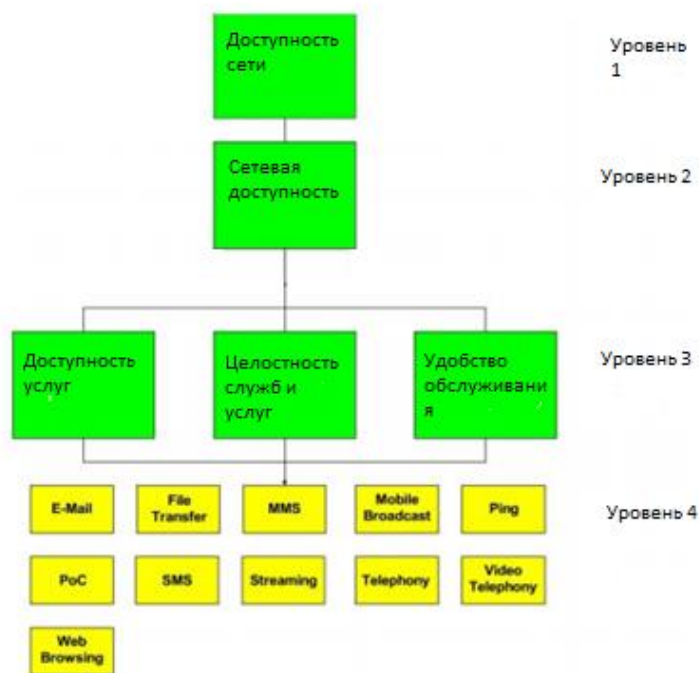 Доступность
сети
Уровень
1
Сетевая
доступность
Уровень 2
Доступность
услуг
Целостность
служб и
услуг
Удобство
обслуживани
я
Уровень 3
E-Mail
File
Transfer
MMS
Mobile
Broadcast
Ping
Уровень 4
PoC
SMS
Streaming
Telephony
Video
Telephony
Web
Browsing